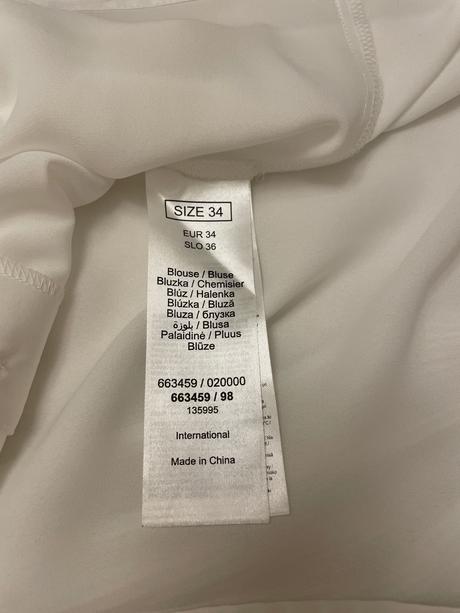 SIZE 34
EUR 34
SLO 36
Blouse / Bluse
Bluzka / Chemisier
Blúz / Halenka
Blúzka / Bluză
Bluza / блузка
بلوزة / Blusa
Palaidinė / Pluus
Blūze
663459 / 020000
663459 / 98
135995
International
Made in China